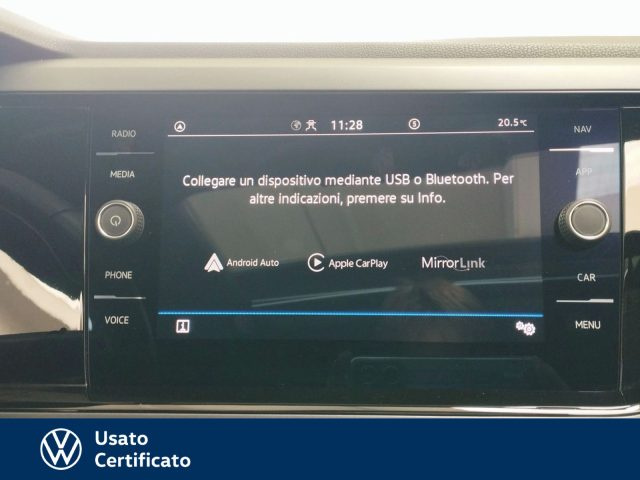 RADIO
MEDIA
PHONE
VOICE
11:28
20.5°C
Collegare un dispositivo mediante USB o Bluetooth. Per
altre indicazioni, premere su Info.
Android Auto
Apple CarPlay
MirrorLink
NAV
APP
CAR
MENU
Usato
Certificato